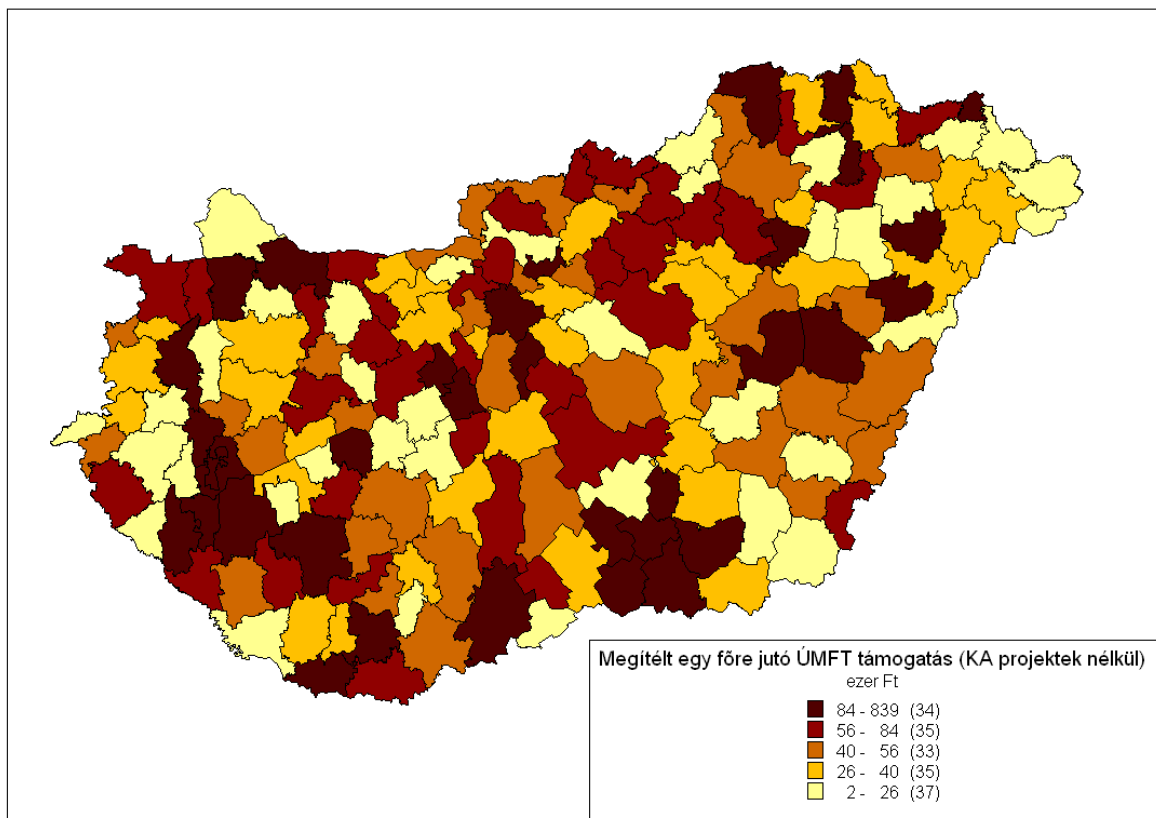 Megítélt egy főre jutó ÚMFT támogatás (KA projektek nélkül)
ezer Ft
84 - 839 (34)
56 - 84 (35)
40 - 56 (33)
26 - 40 (35)
2 - 26 (37)